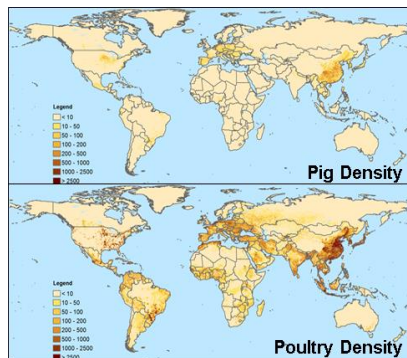 Legend
< 10
10 - 50
50 - 100
100 - 200
200 - 500
500 - 1000
1000 - 2500
> 2500
Pig Density
Legend
< 10
10 - 50
50 - 100
100 - 200
200 - 500
500 - 1000
1000 - 2500
> 2500
Poultry Density